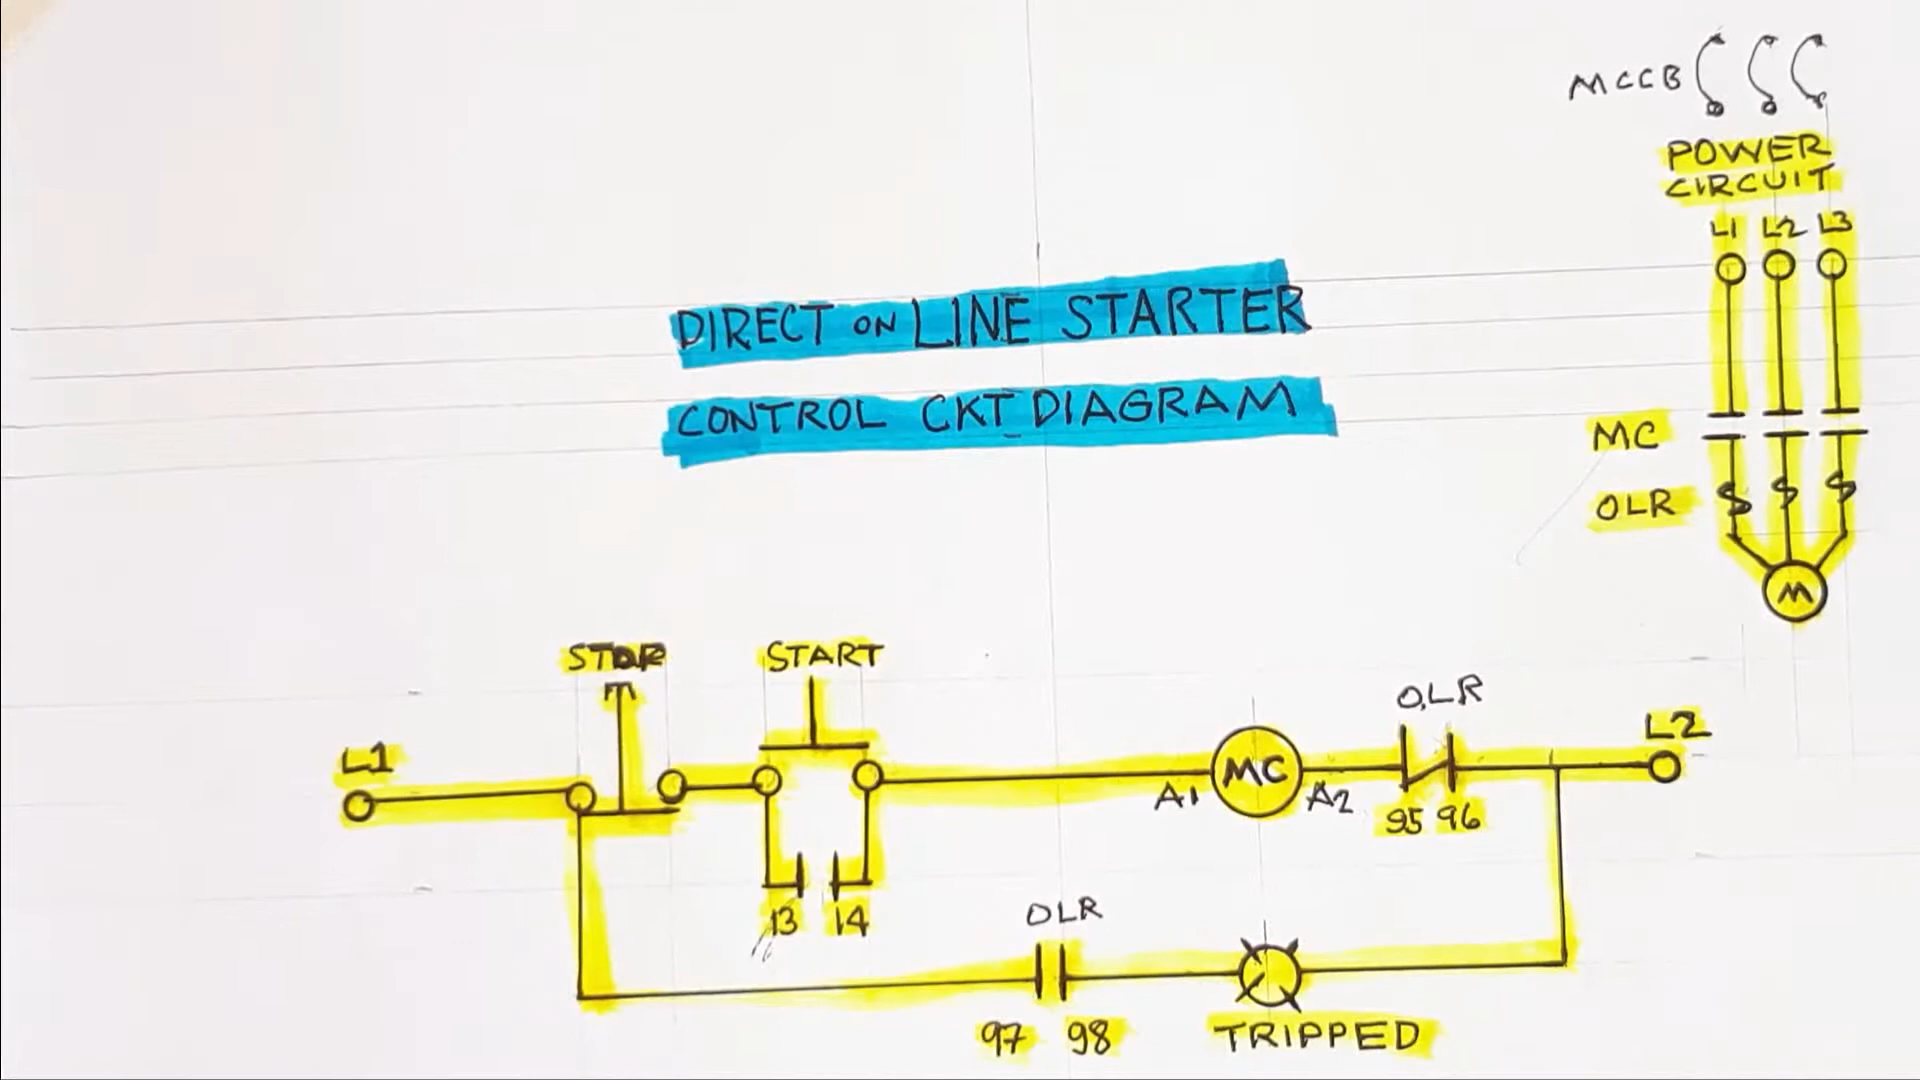 MCCB
POWER
CIRCUIT
L1 L2 L3
DIRECT ON LINE STARTER
CONTROL CKT DIAGRAM
MC
OLR
M
STOP
START
L1
OLR
L2
MC
A1
A2
95 96
13 14
OLR
97 98
TRIPPED